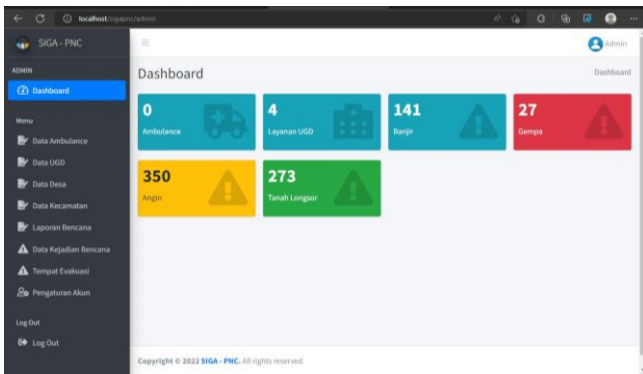 localhost/sigapnc/admin
SIGA - PNC
Admin
ADMIN
Dashboard
Dashboard
Dashboard
0
Ambulance
4
Layanan UGD
141
Banjir
27
Gempa
350
Angin
273
Tanah Longsor
Menu
Data Ambulance
Data UGD
Data Desa
Data Kecamatan
Laporan Bencana
Data Kejadian Bencana
Tempat Evakuasi
Pengaturan Akun
Log Out
Log Out
Copyright © 2022 SIGA - PNC. All rights reserved.